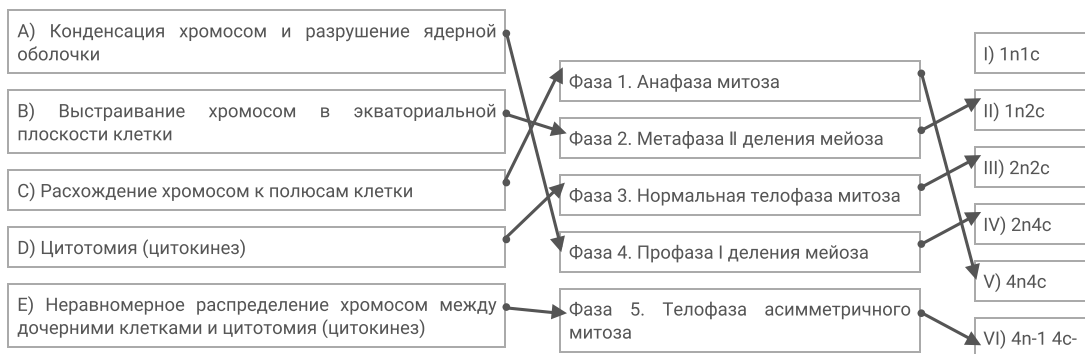 А) Конденсация хромосом и разрушение ядерной
оболочки
В) Выстраивание хромосом в экваториальной
плоскости клетки
С) Расхождение хромосом к полюсам клетки
D) Цитотомия (цитокинез)
Е) Неравномерное распределение хромосом между
дочерними клетками и цитотомия (цитокинез)
Фаза 1. Анафаза митоза
Фаза 2. Метафаза II деления мейоза
Фаза 3. Нормальная телофаза митоза
Фаза 4. Профаза I деления мейоза
Фаза 5. Телофаза асимметричного
митоза
I) 1n1c
II) 1n2c
III) 2n2c
IV) 2n4c
V) 4n4c
VI) 4n-1 4c-